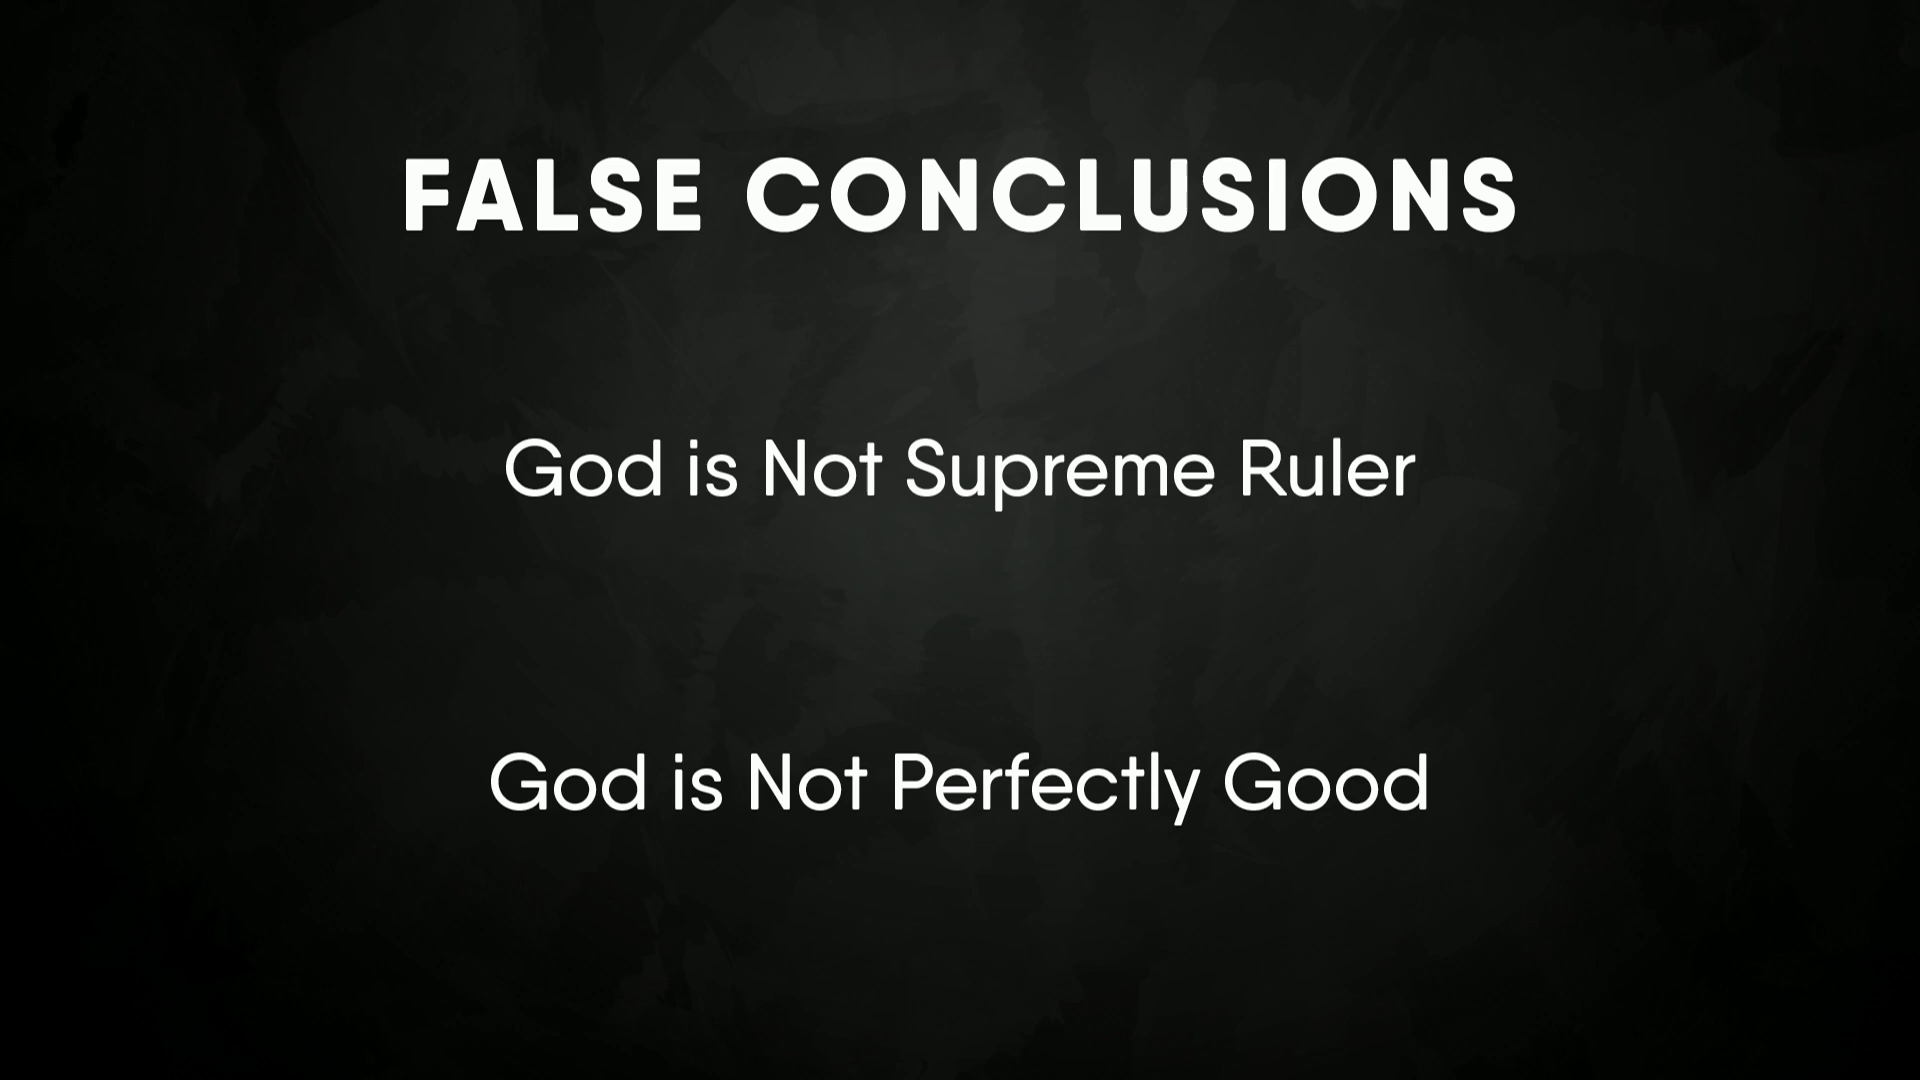 FALSE CONCLUSIONS
God is Not Supreme Ruler
God is Not Perfectly Good